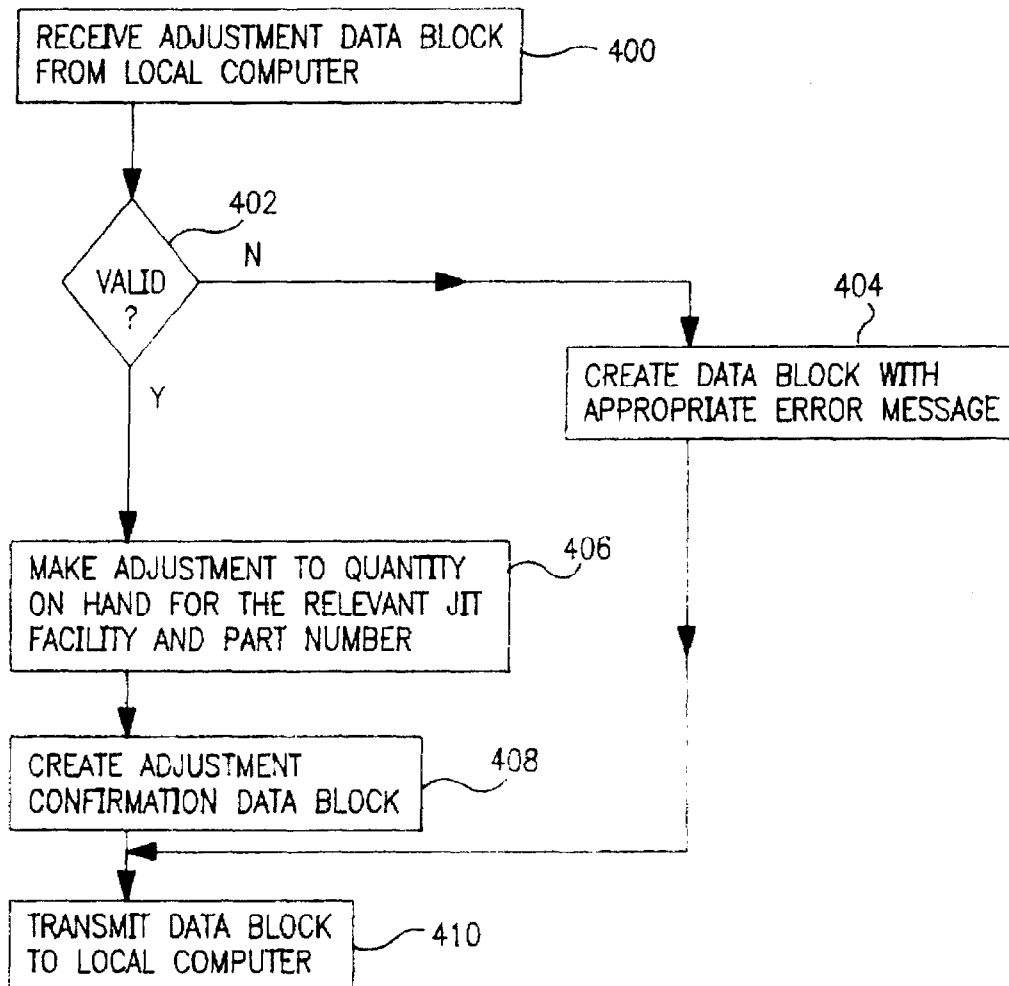 RECEIVE ADJUSTMENT DATA BLOCK
FROM LOCAL COMPUTER
400
402
N
VALID
?
Y
404
CREATE DATA BLOCK WITH
APPROPRIATE ERROR MESSAGE
MAKE ADJUSTMENT TO QUANTITY
ON HAND FOR THE RELEVANT JIT
FACILITY AND PART NUMBER
406
CREATE ADJUSTMENT
CONFIRMATION DATA BLOCK
408
TRANSMIT DATA BLOCK
TO LOCAL COMPUTER
410